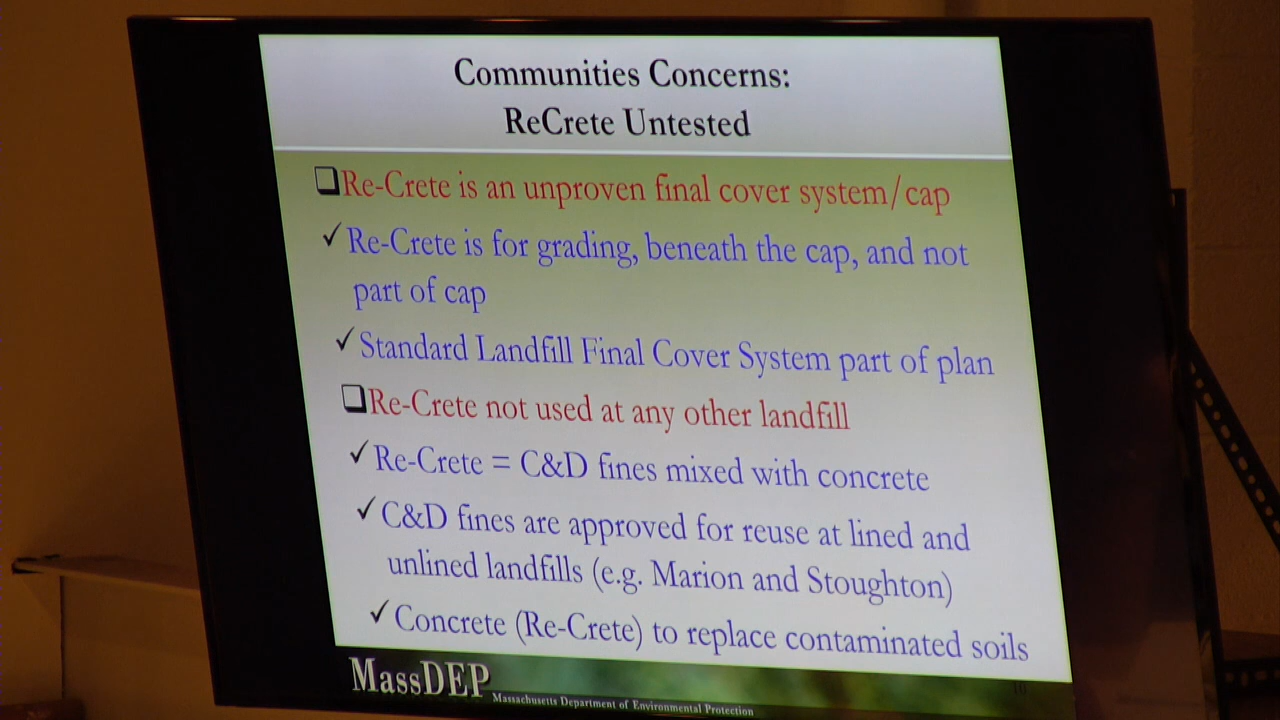 Communities Concerns:
ReCrete Untested
❑Re-Crete is an unproven final cover system/cap
✓Re-Crete is for grading, beneath the cap, and not
part of cap
✓Standard Landfill Final Cover System part of plan
❑Re-Crete not used at any other landfill
✓Re-Crete = C&D fines mixed with concrete
✓C&D fines are approved for reuse at lined and
unlined landfills (e.g. Marion and Stoughton)
✓Concrete (Re-Crete) to replace contaminated soils
MassDEP
Massachusetts Department of Environmental Protection